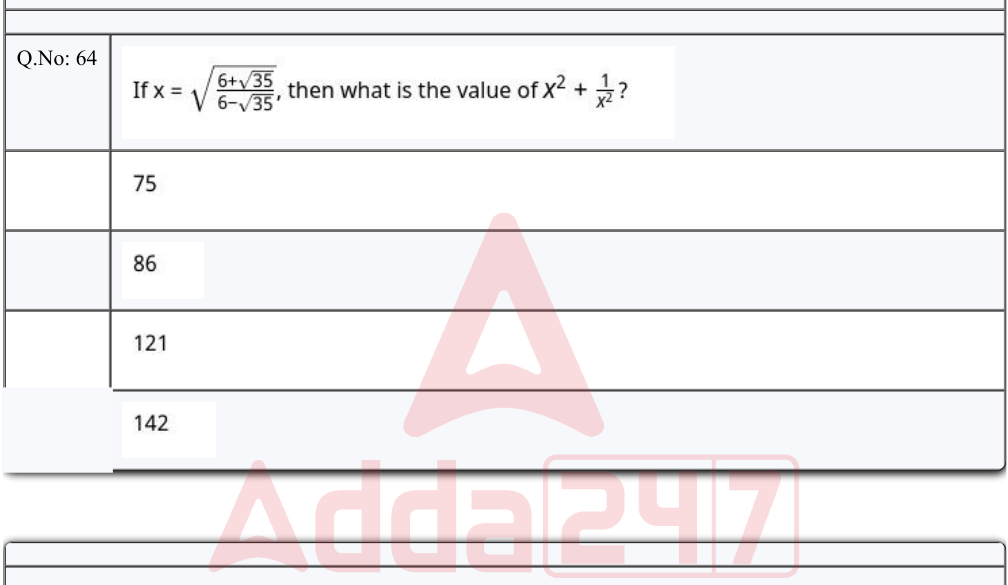 Q.No: 64
If x = √((6+√35)/(6−√35)), then what is the value of x² + 1/x² ?
75
86
121
142
Adda247